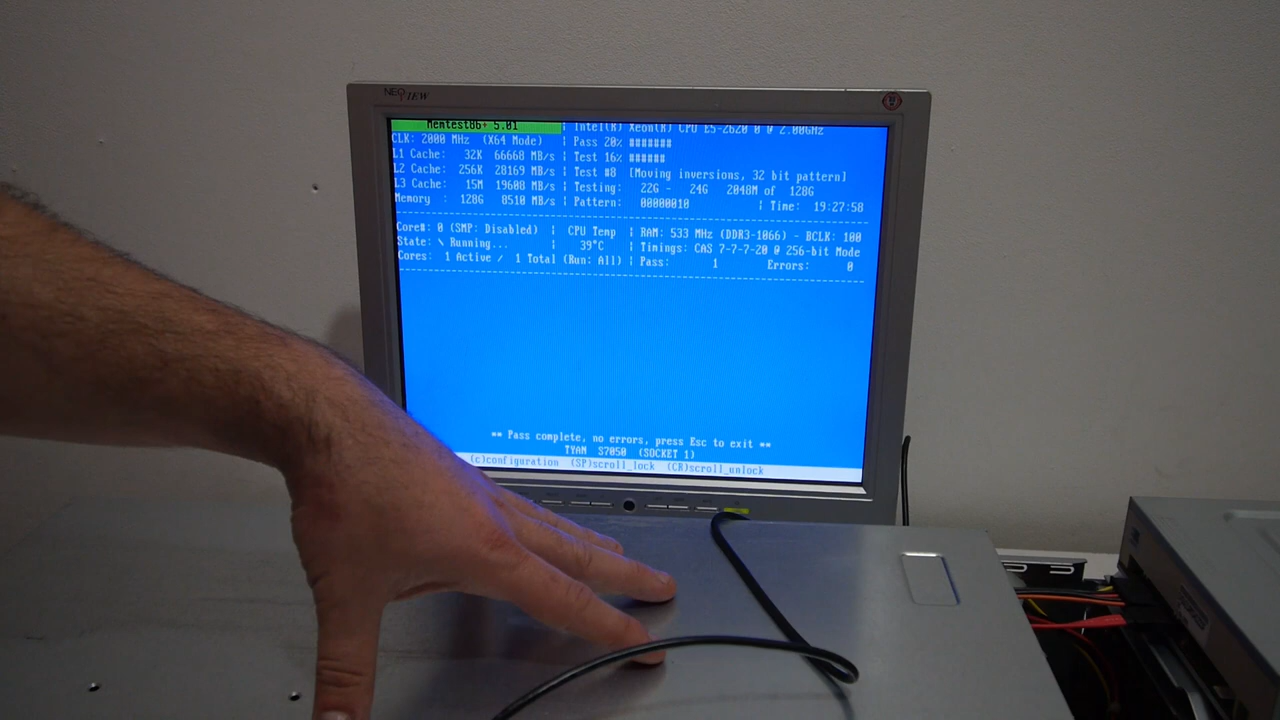 NEOVIEW
Memtest86+ 5.01 | Intel(R) Xeon(R) CPU E5-2620 0 @ 2.00GHz
CLK: 2000 MHz (X64 Mode) | Pass 20% #######
L1 Cache: 32K 66668 MB/s | Test 16% ######
L2 Cache: 256K 28169 MB/s | Test #8 [Moving inversions, 32 bit pattern]
L3 Cache: 15M 19608 MB/s | Testing: 22G - 24G 2048M of 128G
Memory : 128G 8510 MB/s | Pattern: 00000010 | Time: 19:27:58
Core#: 0 (SMP: Disabled) | CPU Temp | RAM: 533 MHz (DDR3-1066) - BCLK: 100
State: \ Running... | 39°C | Timings: CAS 7-7-7-20 @ 256-bit Mode
Cores: 1 Active / 1 Total (Run: All) | Pass: 1 Errors: 0
** Pass complete, no errors, press Esc to exit **
TYAN S7050 (SOCKET 1)
(c)configuration (SP)scroll_lock (CR)scroll_unlock